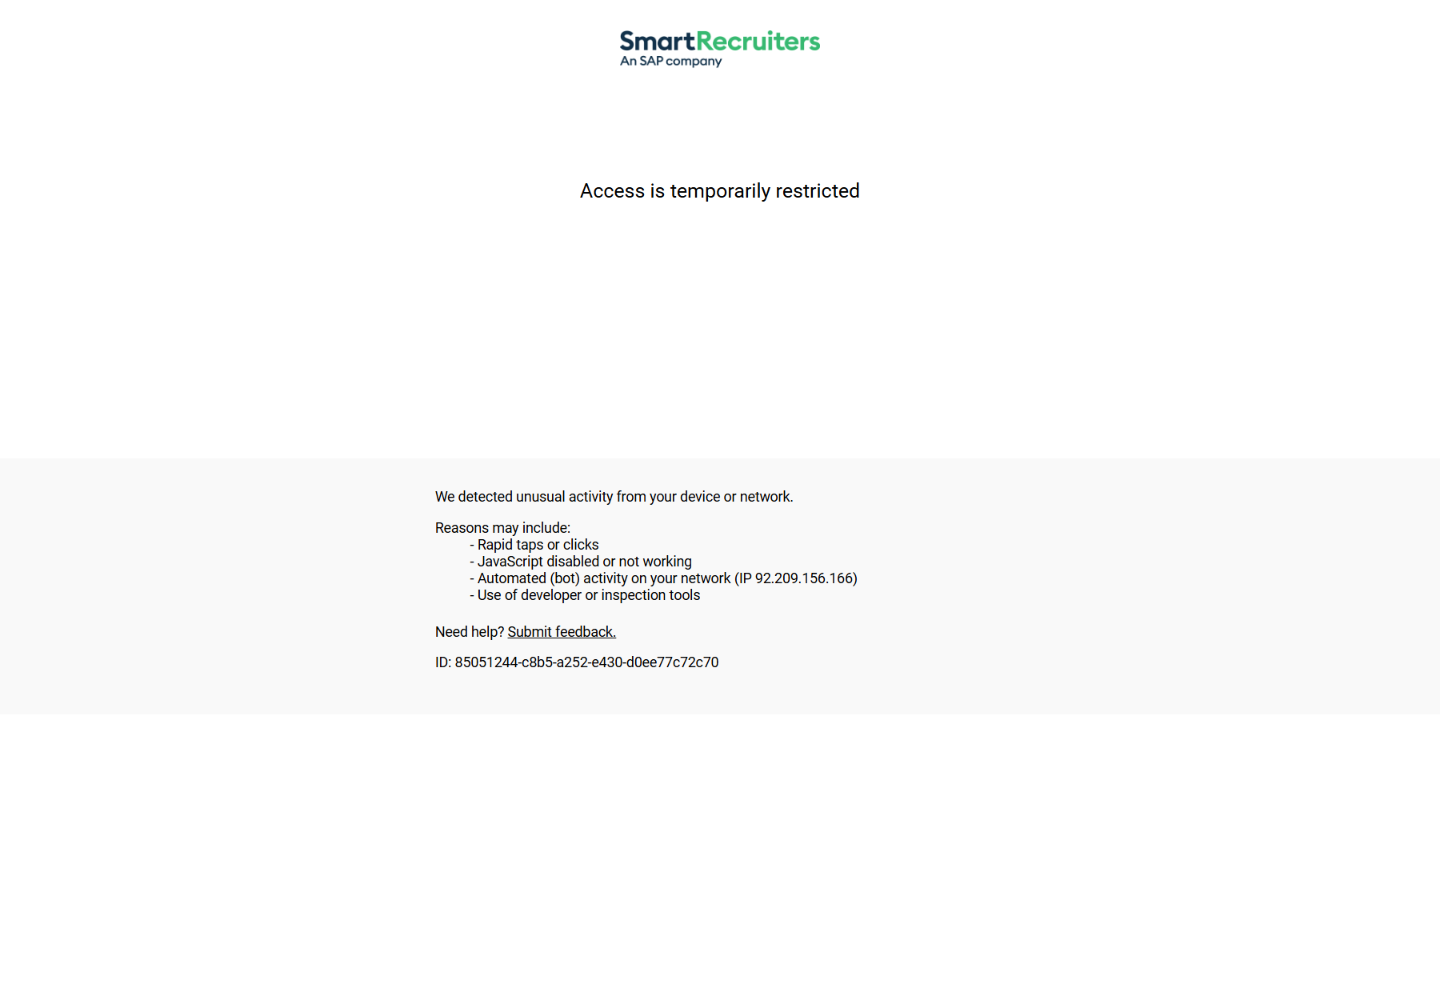 SmartRecruiters
An SAP company
Access is temporarily restricted
We detected unusual activity from your device or network.
Reasons may include:
- Rapid taps or clicks
- JavaScript disabled or not working
- Automated (bot) activity on your network (IP 92.209.156.166)
- Use of developer or inspection tools
Need help? Submit feedback.
ID: 85051244-c8b5-a252-e430-d0ee77c72c70